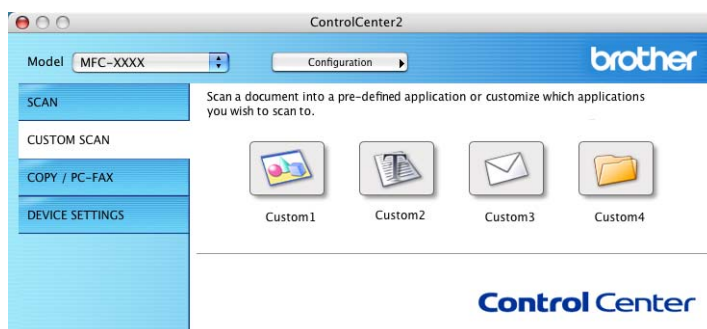 ControlCenter2
Model MFC-XXXX Configuration brother
SCAN
CUSTOM SCAN
COPY / PC-FAX
DEVICE SETTINGS
Scan a document into a pre-defined application or customize which applications
you wish to scan to.
T
Custom1 Custom2 Custom3 Custom4
Control Center